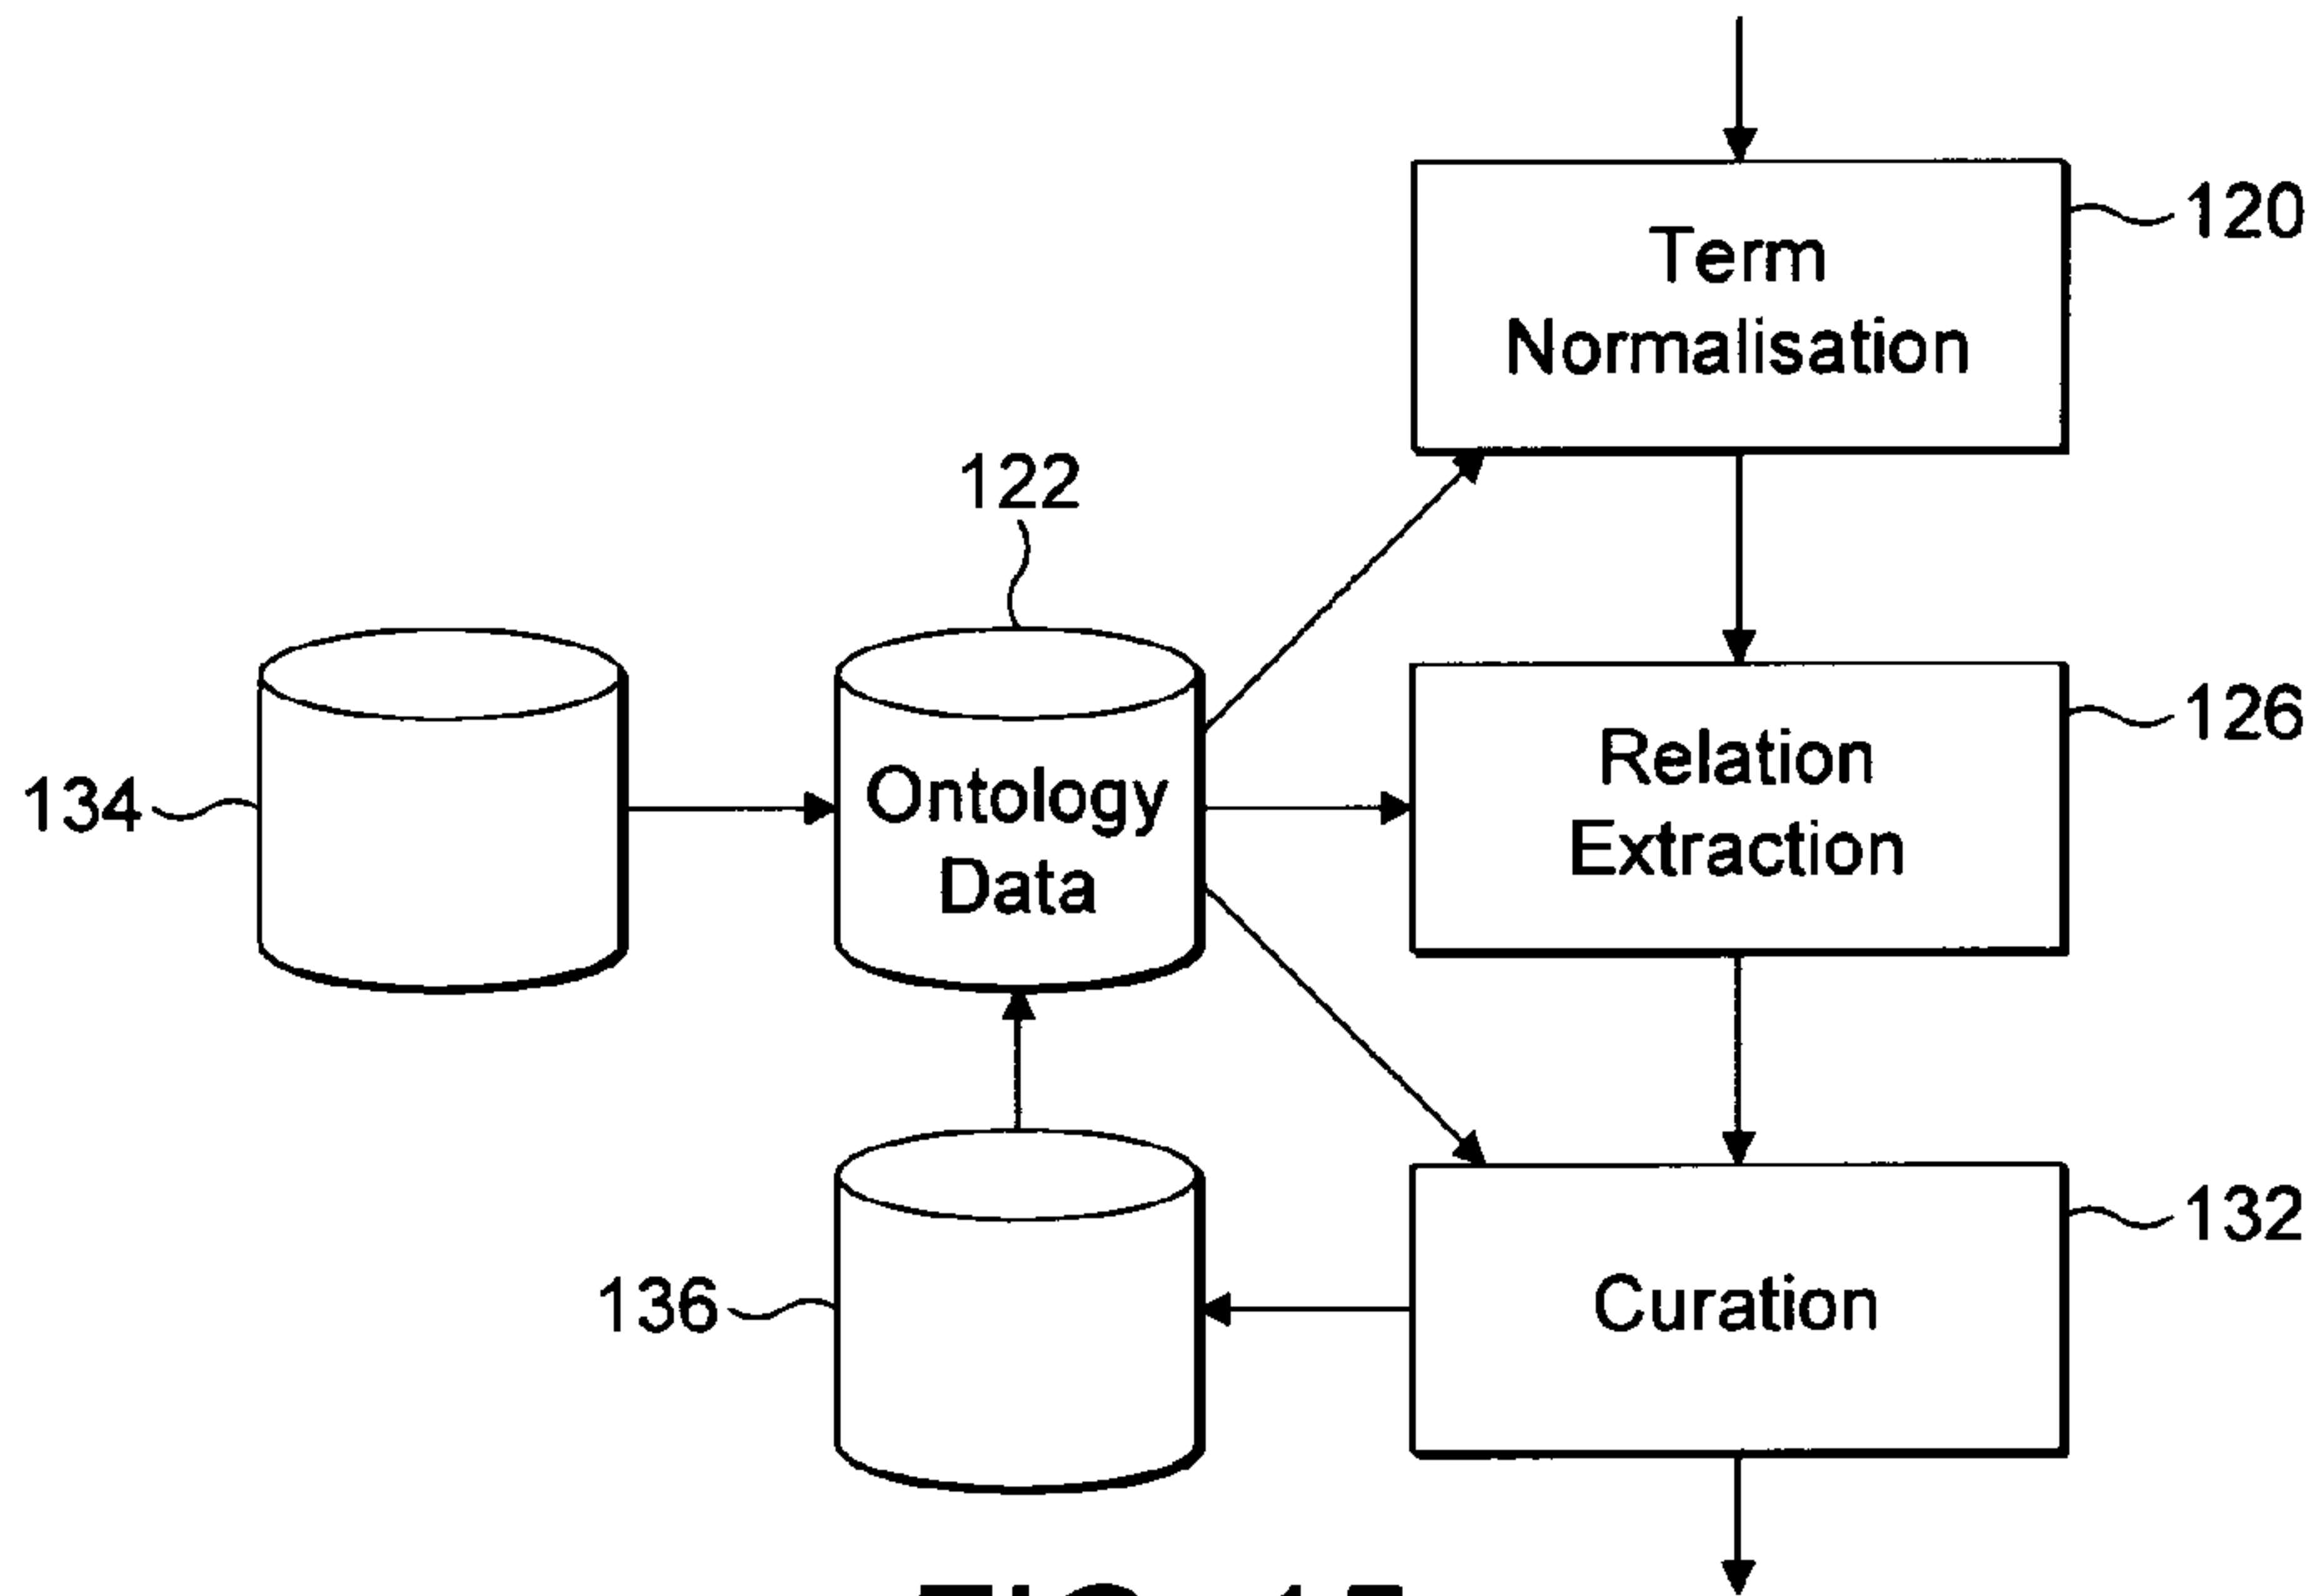 120
Term
Normalisation
122
126
Relation
Extraction
134
Ontology
Data
132
136
Curation